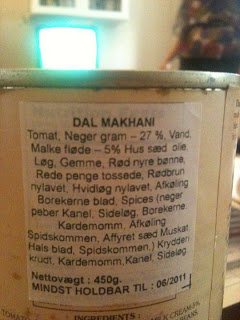 DAL MAKHANI
Tomat, Neger gram – 27 %, Vand,
Malke fløde – 5% Hus sæd olie,
Løg, Gemme, Rød nyre bønne,
Rede penge tossede, Rødbrun
nylavet, Hvidløg nylavet, Afkøling
Borekerne blad, Spices (neger
peber Kanel, Sideløg, Borekerne,
Kardemomm, Afkøling
Spidskommen, Affyret sæd Muskat,
Hals blad, Spidskommen,) Krydderi
krudt, Kardemomm, Kanel, Sideløg.
Nettovægt : 450g.
MINDST HOLDBAR TIL : 06/2011
INGREDIENTS :